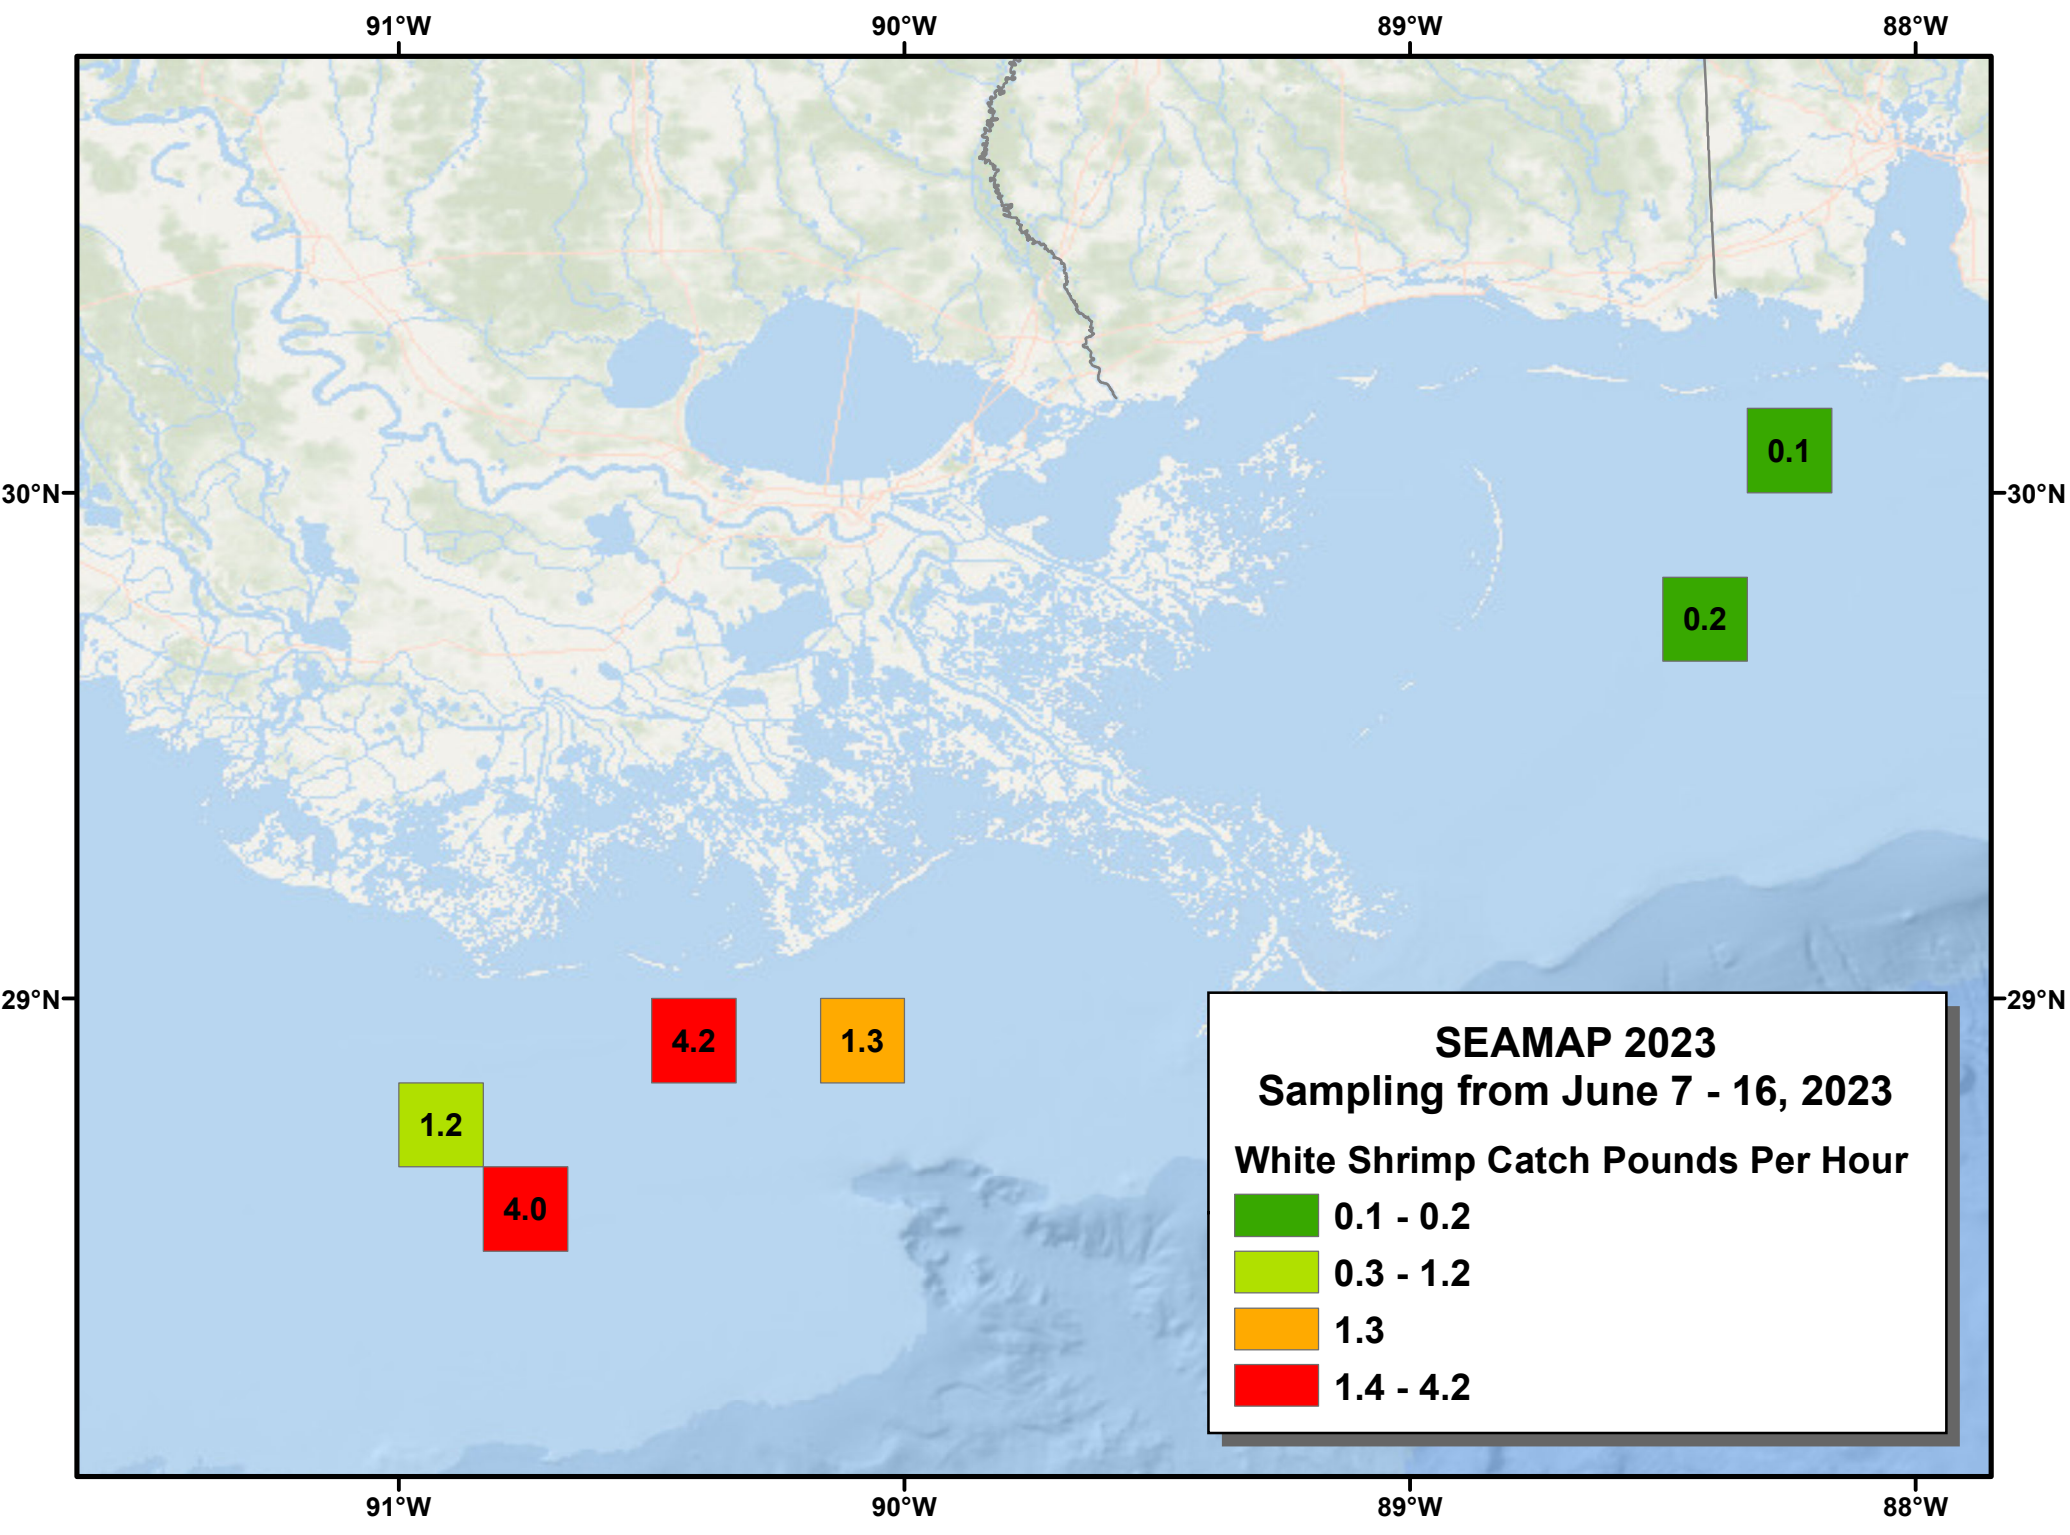 91°W 90°W 89°W 88°W
0.1
30°N 30°N
0.2
29°N 29°N
4.2 1.3
1.2
4.0
SEAMAP 2023
Sampling from June 7 - 16, 2023
White Shrimp Catch Pounds Per Hour
0.1 - 0.2
0.3 - 1.2
1.3
1.4 - 4.2
91°W 90°W 89°W 88°W